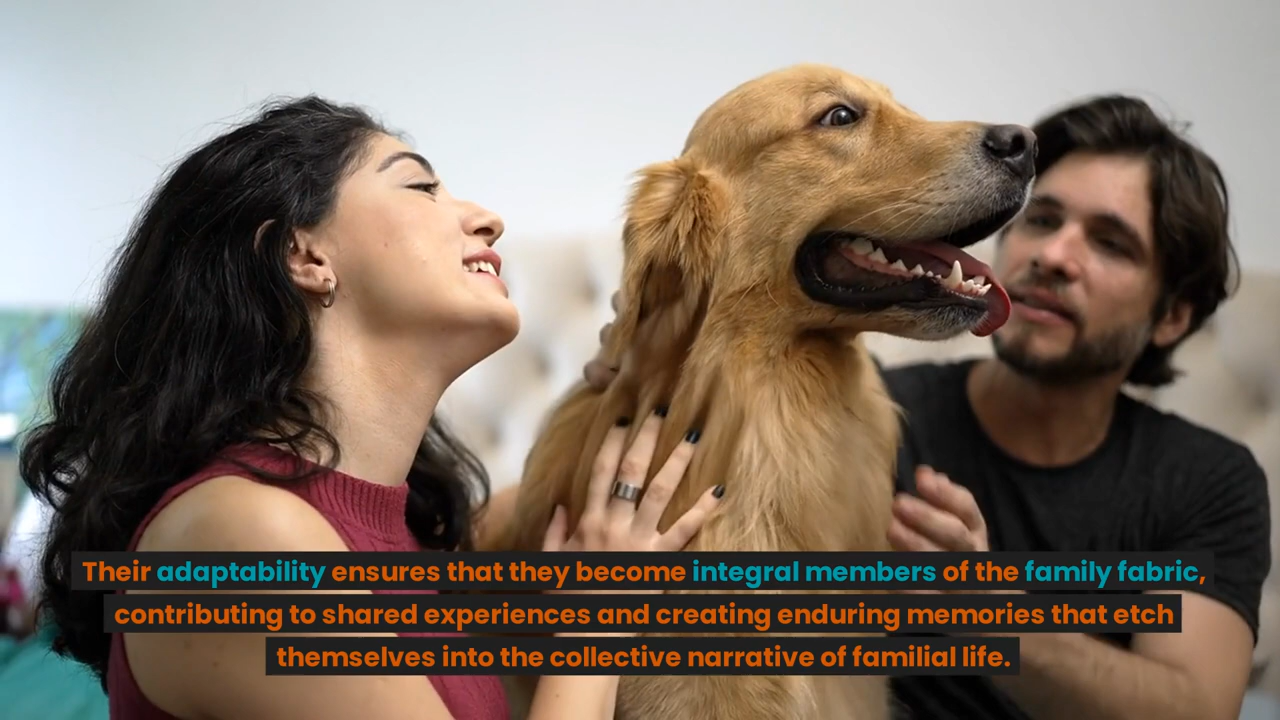 Their adaptability ensures that they become integral members of the family fabric,
contributing to shared experiences and creating enduring memories that etch
themselves into the collective narrative of familial life.